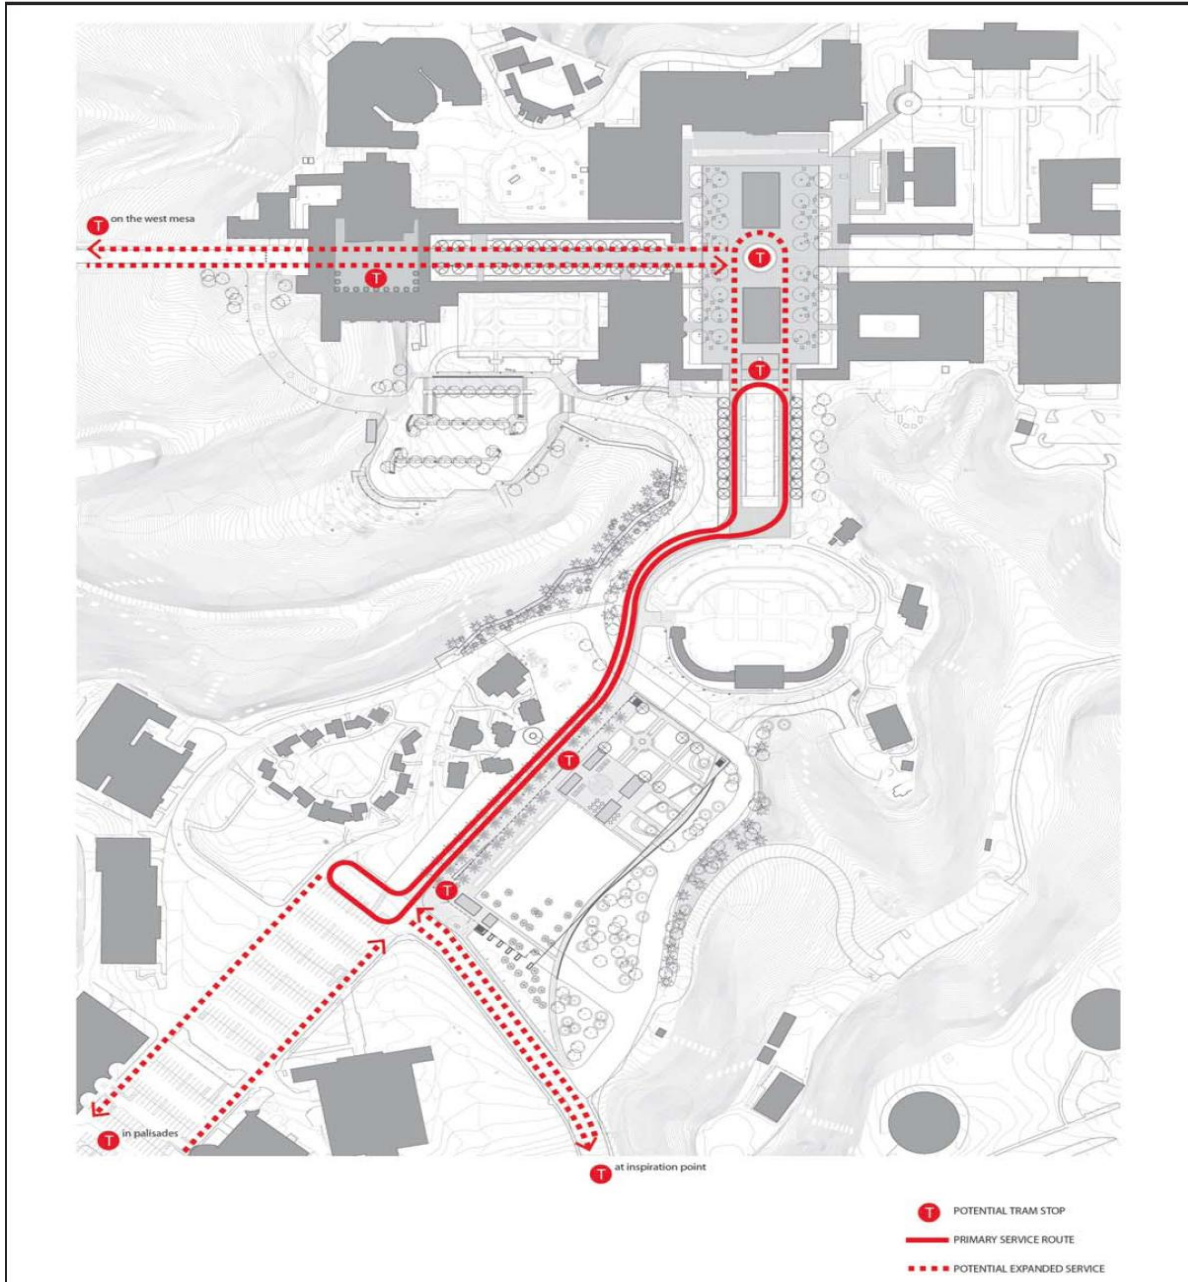 T on the west mesa
T
T
T
T
T
T in palisades
T at inspiration point
T POTENTIAL TRAM STOP
PRIMARY SERVICE ROUTE
POTENTIAL EXPANDED SERVICE